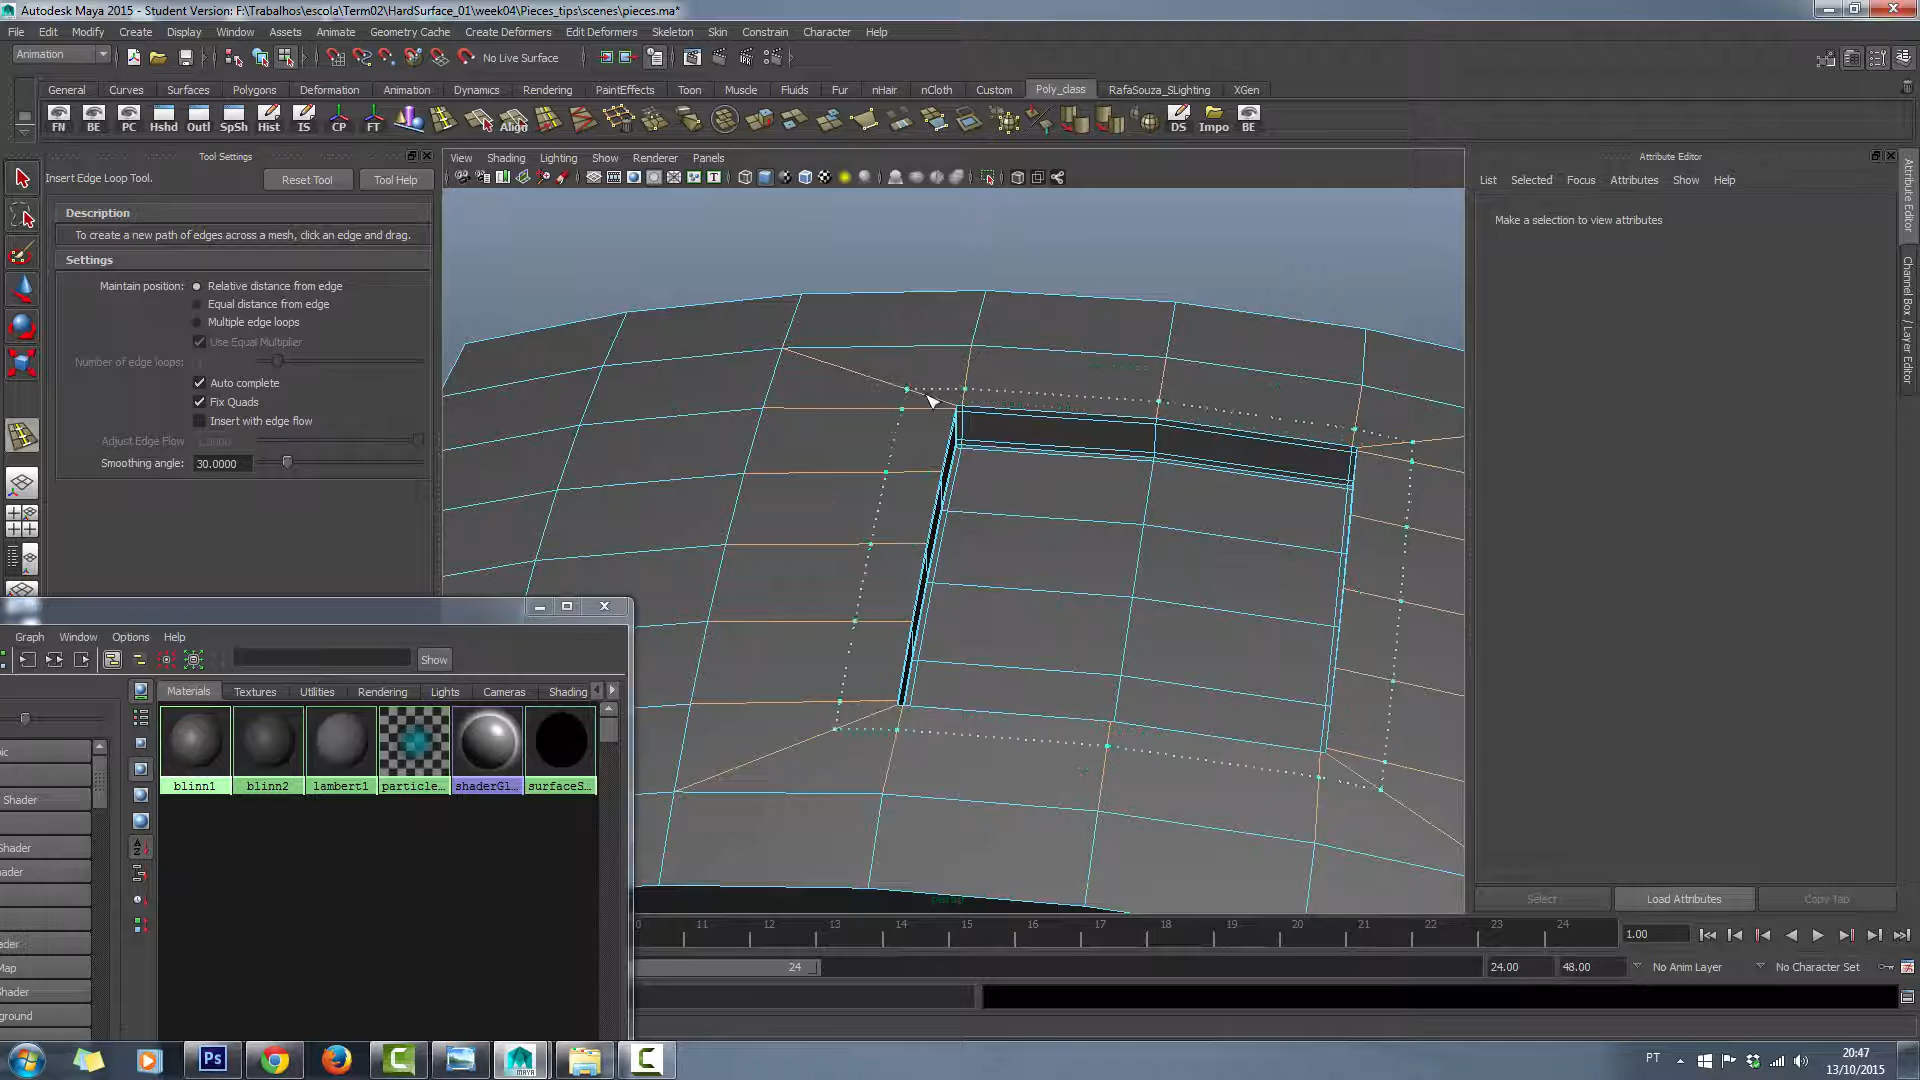 Autodesk Maya 2015 - Student Version: F:\Trabalhos\escola\Term02\HardSurface_01\week04\Pieces_tips\scenes\pieces.ma*
File Edit Modify Create Display Window Assets Animate Geometry Cache Create Deformers Edit Deformers Skeleton Skin Constrain Character Help
Animation
No Live Surface
General Curves Surfaces Polygons Deformation Animation Dynamics Rendering PaintEffects Toon Muscle Fluids Fur nHair nCloth Custom Poly_class RafaSouza_SLighting XGen
FN BE PC Hshd Outl SpSh Hist IS CP FT Align DS Impo BE
Tool Settings
Insert Edge Loop Tool.
Reset Tool
Tool Help
Description
To create a new path of edges across a mesh, click an edge and drag.
Settings
Maintain position:
Relative distance from edge
Equal distance from edge
Multiple edge loops
Use Equal Multiplier
Number of edge loops:
Auto complete
Fix Quads
Insert with edge flow
Adjust Edge Flow
Smoothing angle: 30.0000
View Shading Lighting Show Renderer Panels
persp
Attribute Editor
List Selected Focus Attributes Show Help
Make a selection to view attributes
Attribute Editor
Channel Box / Layer Editor
Select
Load Attributes
Copy Tap
Graph Window Options Help
Show
Materials Textures Utilities Rendering Lights Cameras Shading
blinn1 blinn2 lambert1 particle... shaderGl... surfaceS...
ic
Shader
Shader
ader
ader
Map
Shader
ground
0 11 12 13 14 15 16 17 18 19 20 21 22 23 24
1.00
24
24.00 48.00 No Anim Layer No Character Set
Ps
MAYA
PT
20:47
13/10/2015